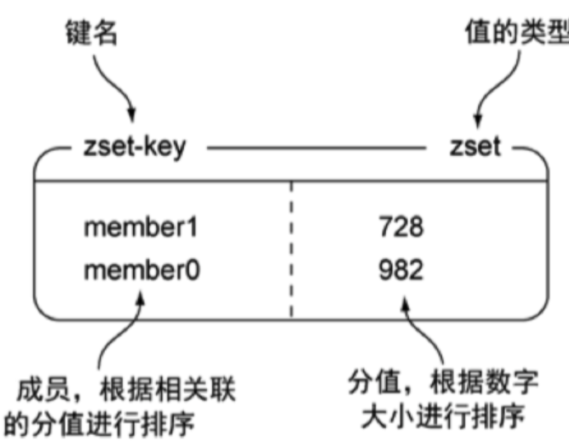 键名 值的类型
zset-key zset
member1 728
member0 982
成员，根据相关联
的分值进行排序
分值，根据数字
大小进行排序